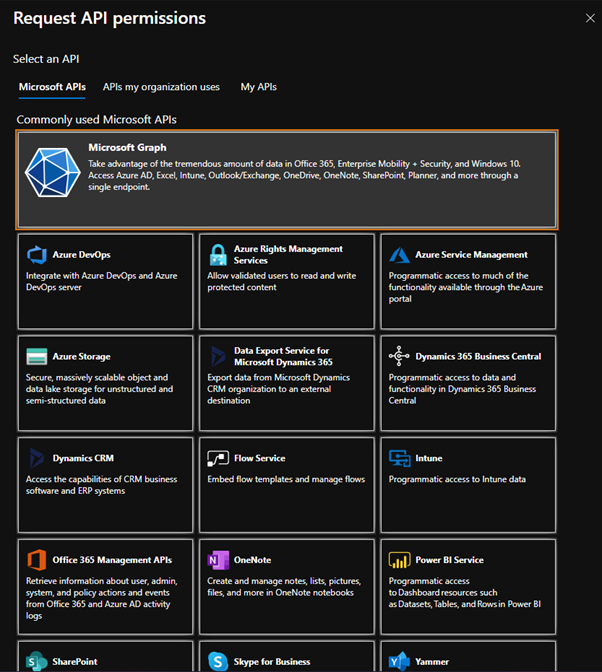 Request API permissions
Select an API
Microsoft APIs APIs my organization uses My APIs
Commonly used Microsoft APIs
Microsoft Graph
Take advantage of the tremendous amount of data in Office 365, Enterprise Mobility + Security, and Windows 10.
Access Azure AD, Excel, Intune, Outlook/Exchange, OneDrive, OneNote, SharePoint, Planner, and more through a
single endpoint.
Azure DevOps
Integrate with Azure DevOps and Azure
DevOps server
Azure Rights Management
Services
Allow validated users to read and write
protected content
Azure Service Management
Programmatic access to much of the
functionality available through the Azure
portal
Azure Storage
Secure, massively scalable object and
data lake storage for unstructured and
semi-structured data
Data Export Service for
Microsoft Dynamics 365
Export data from Microsoft Dynamics
CRM organization to an external
destination
Dynamics 365 Business Central
Programmatic access to data and
functionality in Dynamics 365 Business
Central
Dynamics CRM
Access the capabilities of CRM business
software and ERP systems
Flow Service
Embed flow templates and manage flows
Intune
Programmatic access to Intune data
Office 365 Management APIs
Retrieve information about user, admin,
system, and policy actions and events
from Office 365 and Azure AD activity
logs
OneNote
Create and manage notes, lists, pictures,
files, and more in OneNote notebooks
Power BI Service
Programmatic access
to Dashboard resources such
as Datasets, Tables, and Rows in Power BI
SharePoint
Skype for Business
Yammer